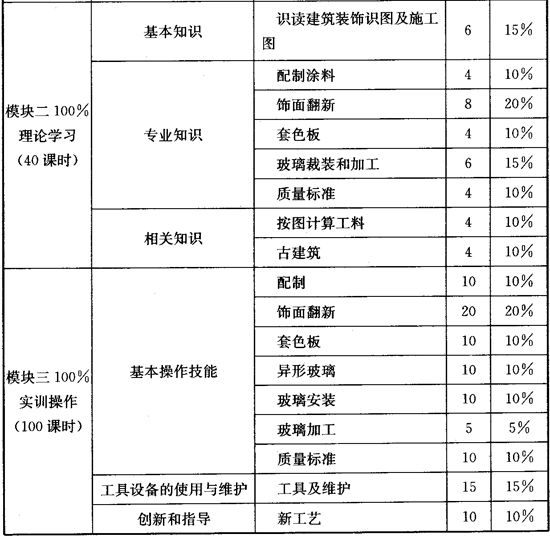 模块二 100%
理论学习
(40 课时)
基本知识
识读建筑装饰识图及施工
图
6
15%
专业知识
配制涂料
4
10%
饰面翻新
8
20%
套色板
4
10%
玻璃裁装和加工
6
15%
质量标准
4
10%
相关知识
按图计算工料
4
10%
古建筑
4
10%
模块三 100%
实训操作
(100 课时)
基本操作技能
配制
10
10%
饰面翻新
20
20%
套色板
10
10%
异形玻璃
10
10%
玻璃安装
10
10%
玻璃加工
5
5%
质量标准
10
10%
工具设备的使用与维护
工具及维护
15
15%
创新和指导
新工艺
10
10%